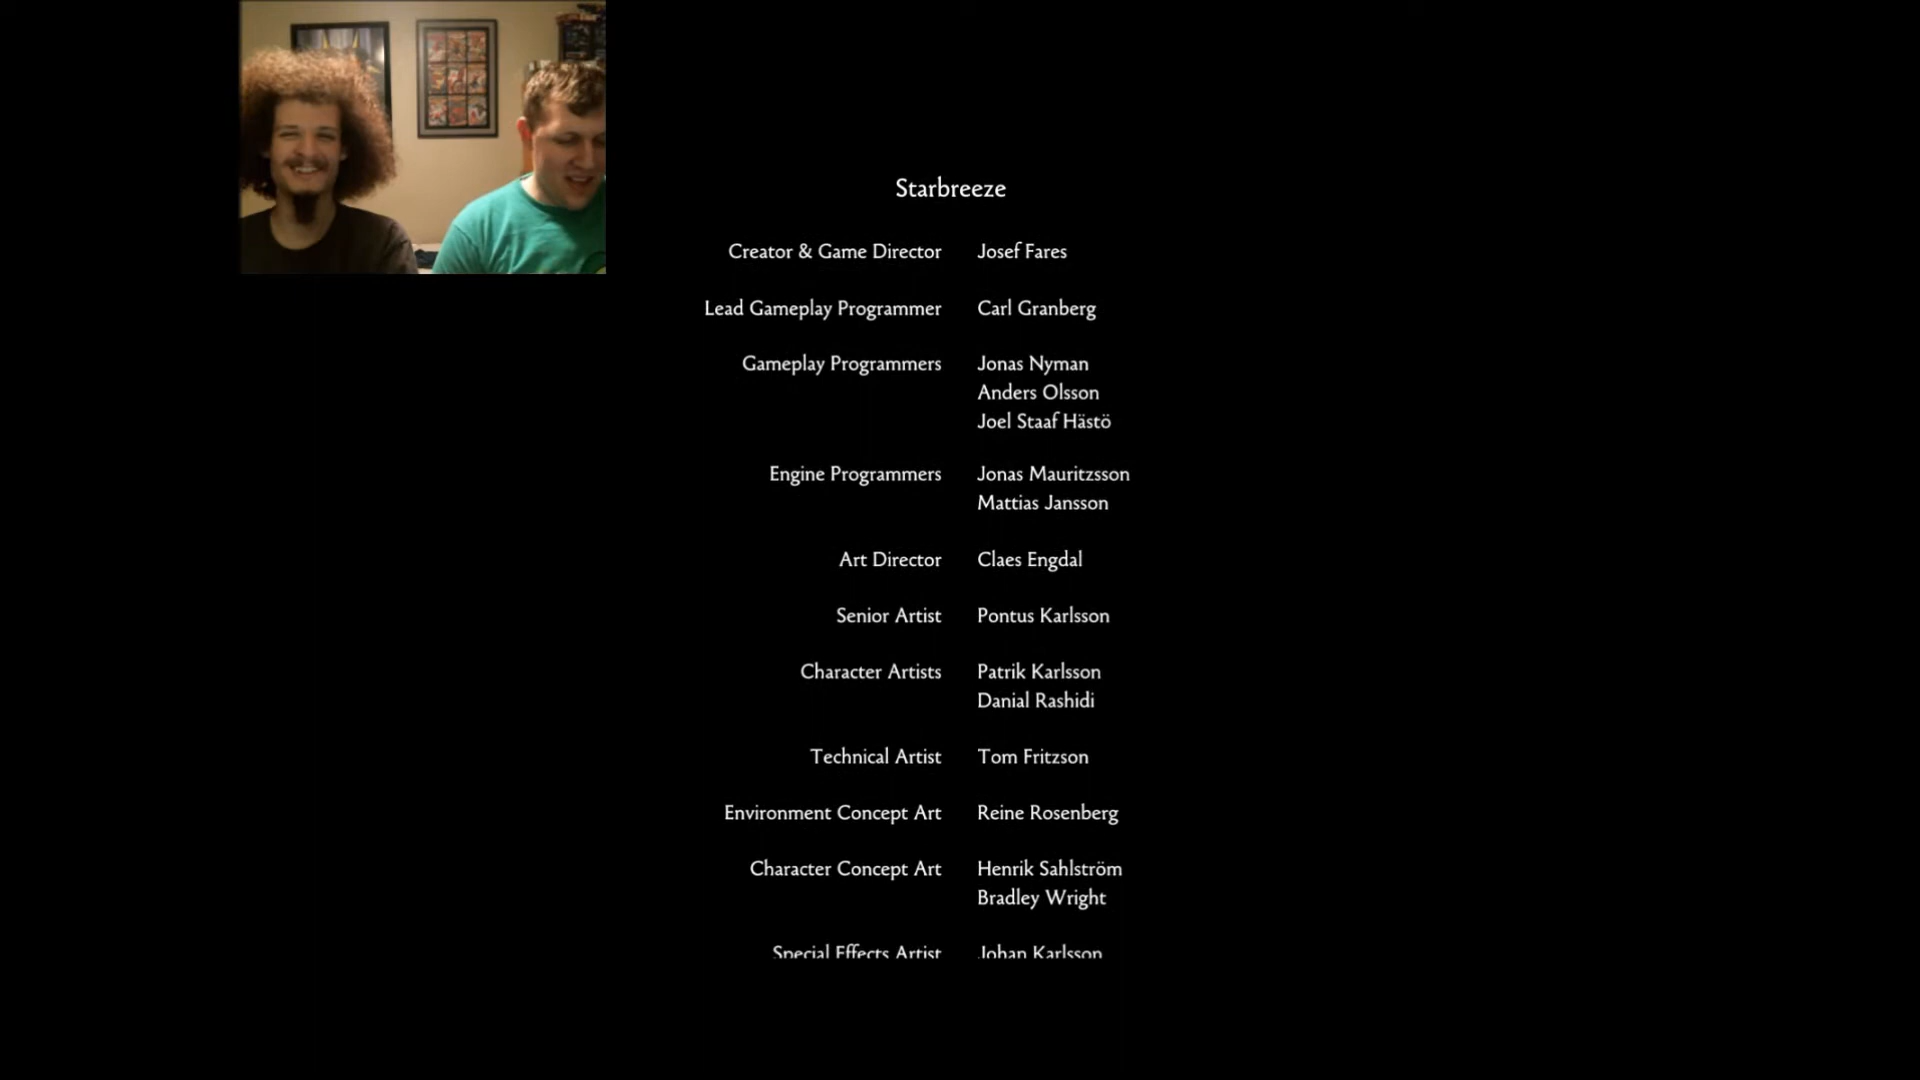 Starbreeze
Creator & Game Director Josef Fares
Lead Gameplay Programmer Carl Granberg
Gameplay Programmers Jonas Nyman
Anders Olsson
Joel Staaf Hästö
Engine Programmers Jonas Mauritzsson
Mattias Jansson
Art Director Claes Engdal
Senior Artist Pontus Karlsson
Character Artists Patrik Karlsson
Danial Rashidi
Technical Artist Tom Fritzson
Environment Concept Art Reine Rosenberg
Character Concept Art Henrik Sahlström
Bradley Wright
Special Effects Artist Johan Karlsson